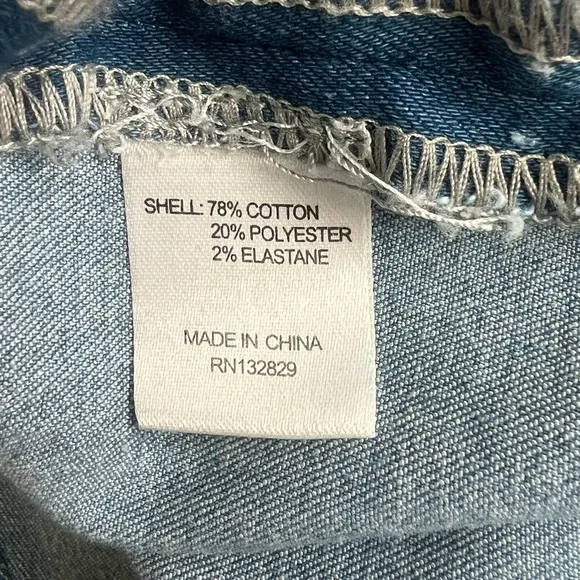 SHELL: 78% COTTON
20% POLYESTER
2% ELASTANE
MADE IN CHINA
RN132829